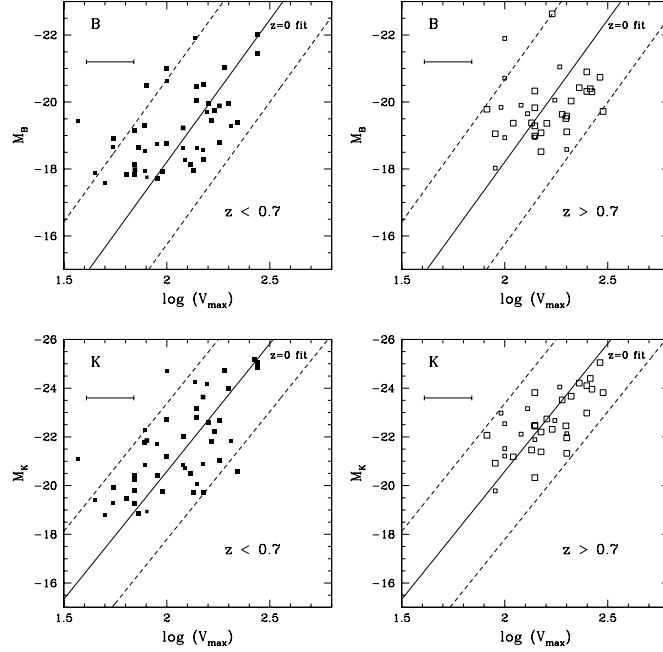 B
z=0 fit
-22
-20
M_B
-18
z < 0.7
-16
1.5 2 2.5
log (V_max)
B
z=0 fit
-22
-20
M_B
-18
z > 0.7
-16
1.5 2 2.5
log (V_max)
-26
K
z=0 fit
-24
-22
M_K
-20
-18
z < 0.7
-16
1.5 2 2.5
log (V_max)
-26
K
z=0 fit
-24
-22
M_K
-20
-18
z > 0.7
-16
1.5 2 2.5
log (V_max)